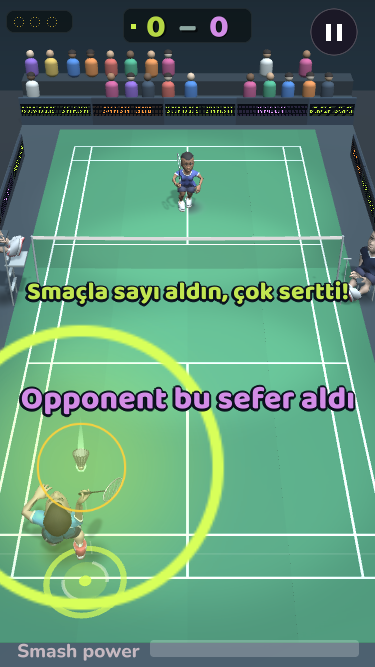 0 – 0
Smaçla sayı aldın, çok sertti!
Opponent bu sefer aldı
Smash power